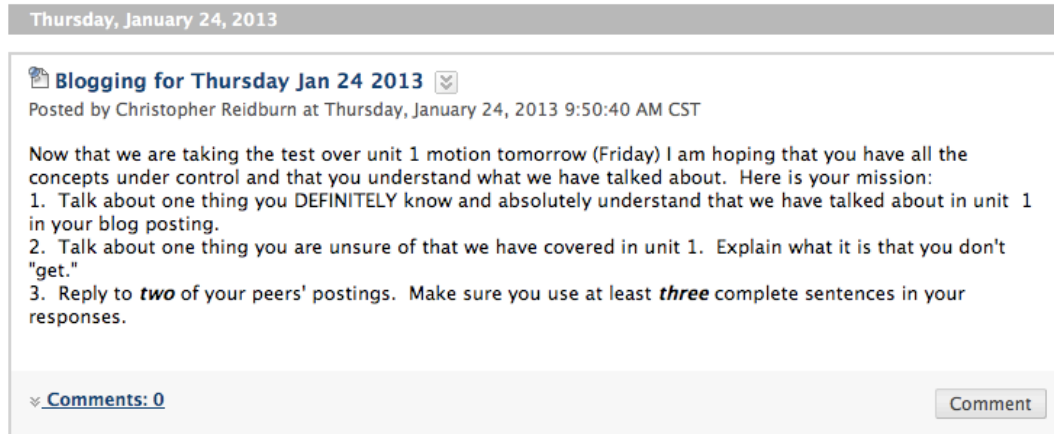 Thursday, January 24, 2013
Blogging for Thursday Jan 24 2013
Posted by Christopher Reidburn at Thursday, January 24, 2013 9:50:40 AM CST
Now that we are taking the test over unit 1 motion tomorrow (Friday) I am hoping that you have all the
concepts under control and that you understand what we have talked about.  Here is your mission:
1.  Talk about one thing you DEFINITELY know and absolutely understand that we have talked about in unit  1
in your blog posting.
2.  Talk about one thing you are unsure of that we have covered in unit 1.  Explain what it is that you don't
"get."
3.  Reply to two of your peers' postings.  Make sure you use at least three complete sentences in your
responses.
Comments: 0
Comment